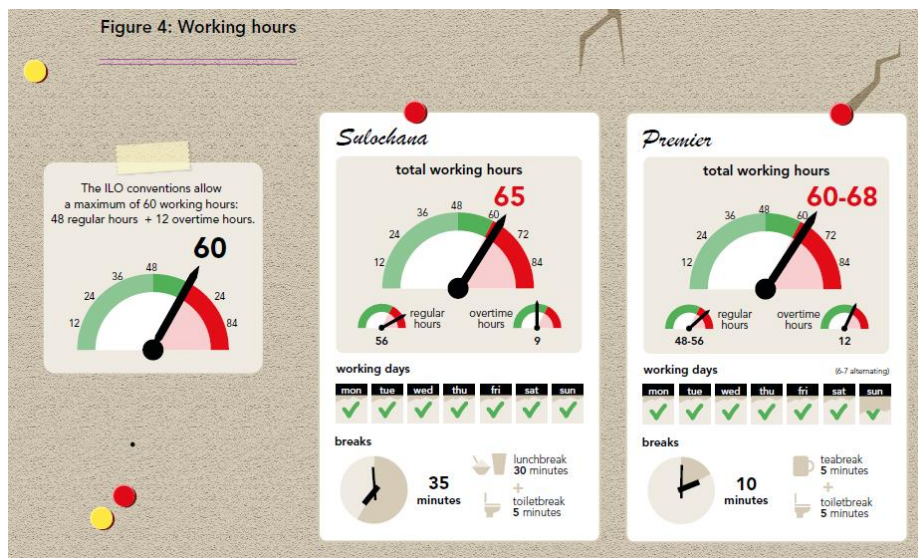 Figure 4: Working hours
The ILO conventions allow
a maximum of 60 working hours:
48 regular hours + 12 overtime hours.
60
12
24
36
48
24
84
Sulochana
total working hours
65
12
24
36
48
60
72
84
regular
hours
56
overtime
hours
9
working days
mon tue wed thu fri sat sun
breaks
35
minutes
lunchbreak
30 minutes
+
toiletbreak
5 minutes
Premier
total working hours
60-68
12
24
36
48
60
72
84
regular
hours
48-56
overtime
hours
12
working days
(6-7 alternating)
mon tue wed thu fri sat sun
breaks
10
minutes
teabreak
5 minutes
+
toiletbreak
5 minutes